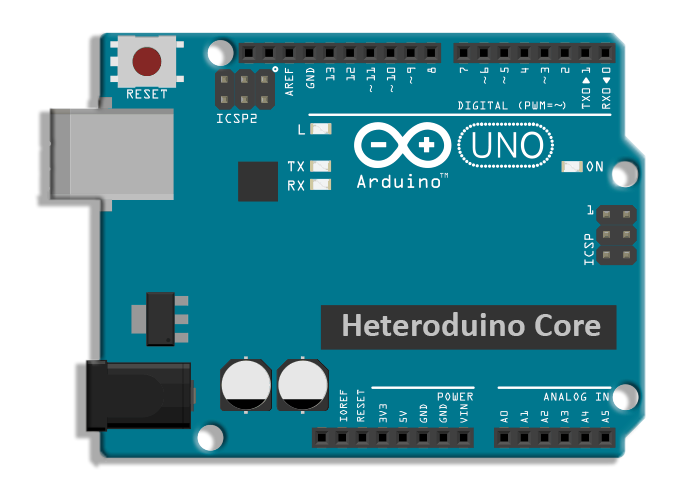 RESET
ICSP2
AREF
GND
13
12
~11
~10
~9
8
7
~6
~5
4
~3
2
TX0▶1
RX0◀0
DIGITAL (PWM=~)
L
TX
RX
Arduino™
UNO
ON
1
ICSP
Heteroduino Core
POWER
ANALOG IN
IOREF
RESET
3V3
5V
GND
GND
VIN
A0
A1
A2
A3
A4
A5